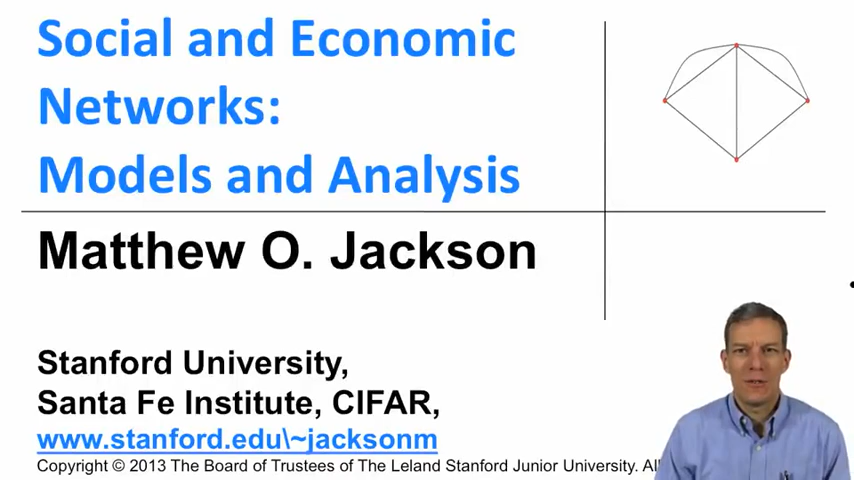 Social and Economic
Networks:
Models and Analysis
Matthew O. Jackson
Stanford University,
Santa Fe Institute, CIFAR,
www.stanford.edu\~jacksonm
Copyright © 2013 The Board of Trustees of The Leland Stanford Junior University. All